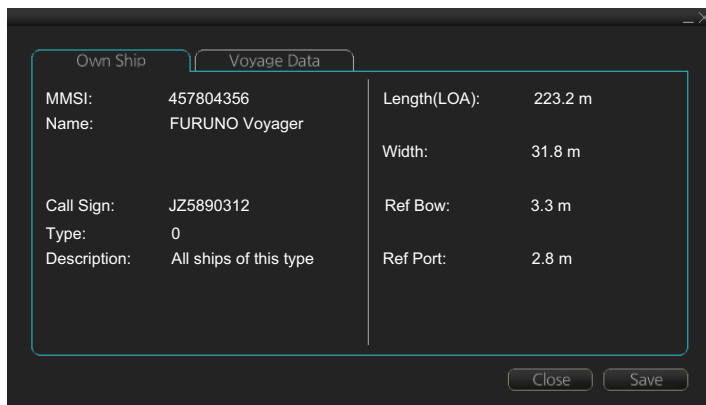 Own Ship
Voyage Data
MMSI: 457804356
Name: FURUNO Voyager
Call Sign: JZ5890312
Type: 0
Description: All ships of this type
Length(LOA): 223.2 m
Width: 31.8 m
Ref Bow: 3.3 m
Ref Port: 2.8 m
Close
Save